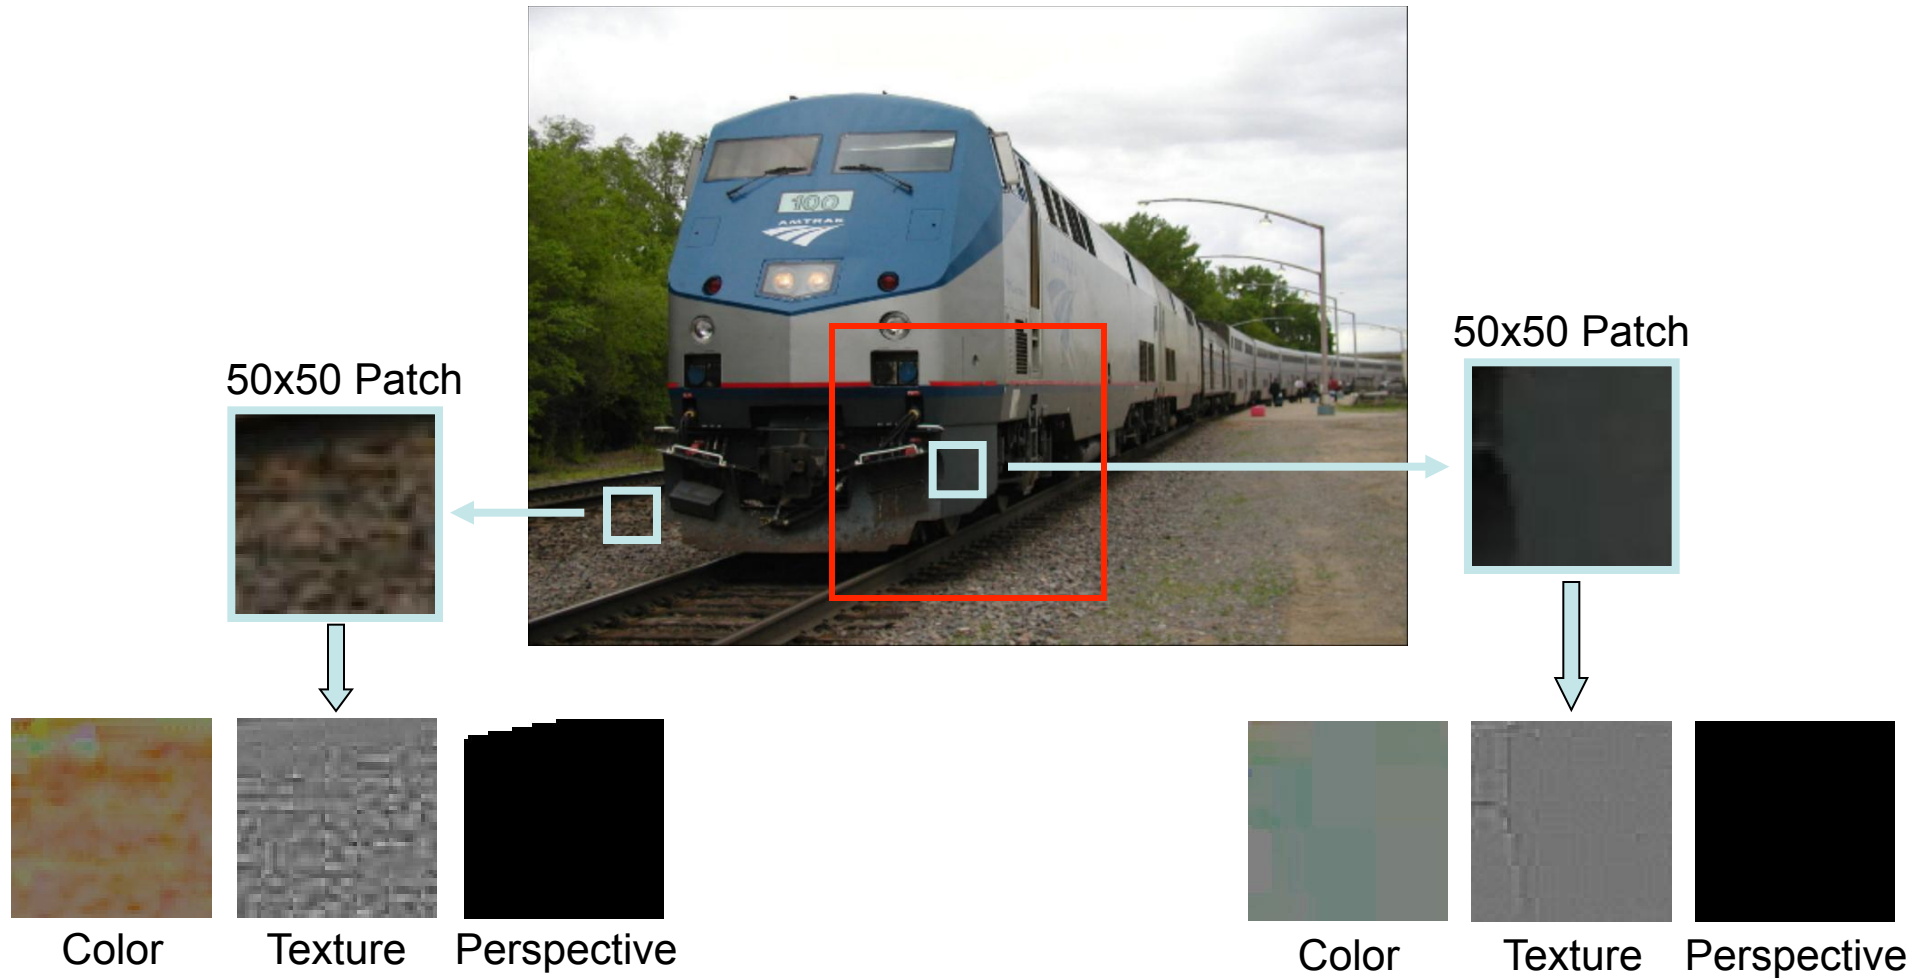 100
AMTRAK
50x50 Patch
50x50 Patch
Color
Texture
Perspective
Color
Texture
Perspective